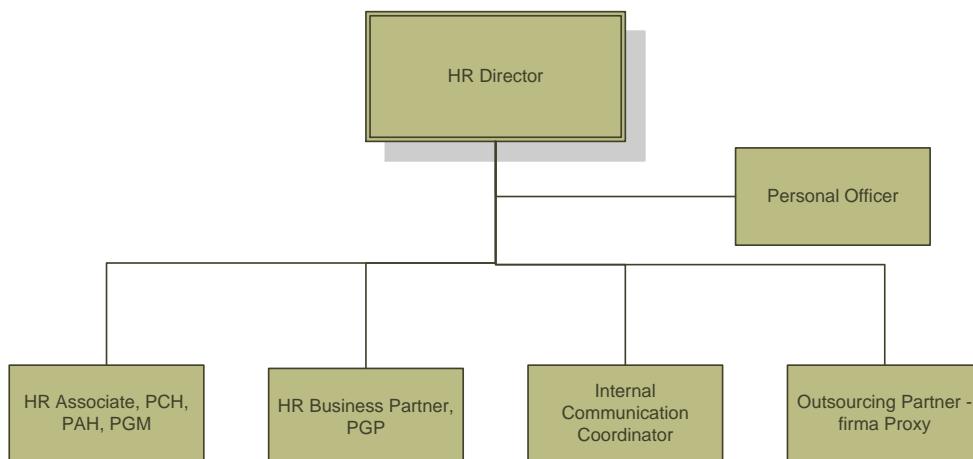 HR Director
Personal Officer
HR Associate, PCH,
PAH, PGM
HR Business Partner,
PGP
Internal
Communication
Coordinator
Outsourcing Partner -
firma Proxy